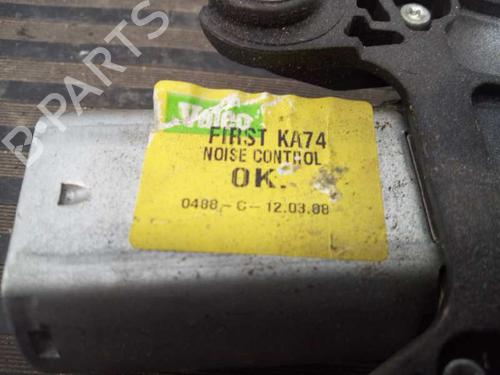 Valeo
FIRST KA74
NOISE CONTROL
OK.
0488 - C - 12.03.08
B-PARTS